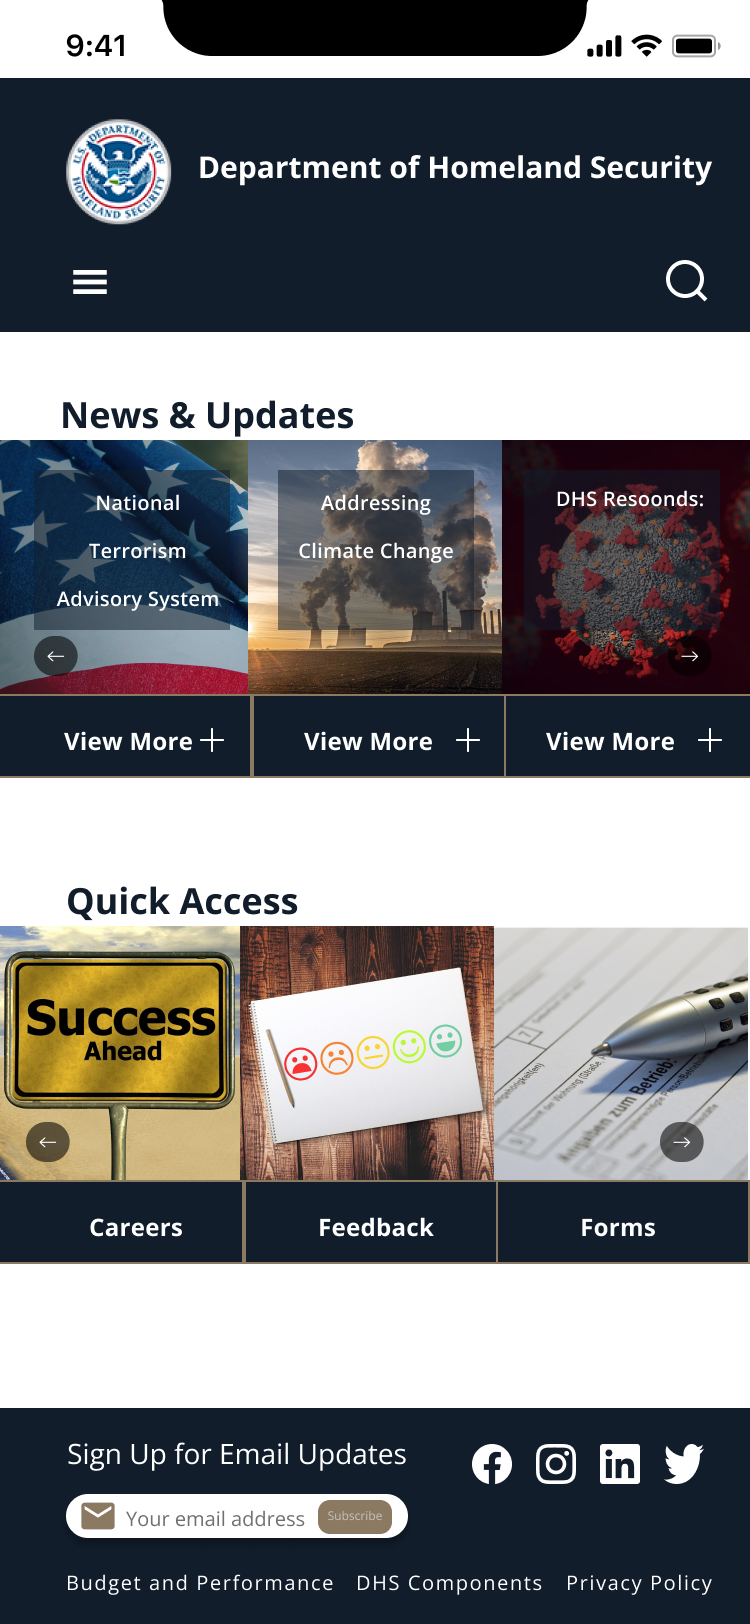 9:41
U.S. DEPARTMENT OF
HOMELAND SECURITY
Department of Homeland Security
News & Updates
National
Terrorism
Advisory System
Addressing
Climate Change
DHS Resoonds:
View More
View More
View More
Quick Access
Success
Ahead
Angaben zum Betrieb
Careers
Feedback
Forms
Sign Up for Email Updates
Your email address
Subscribe
Budget and Performance
DHS Components
Privacy Policy